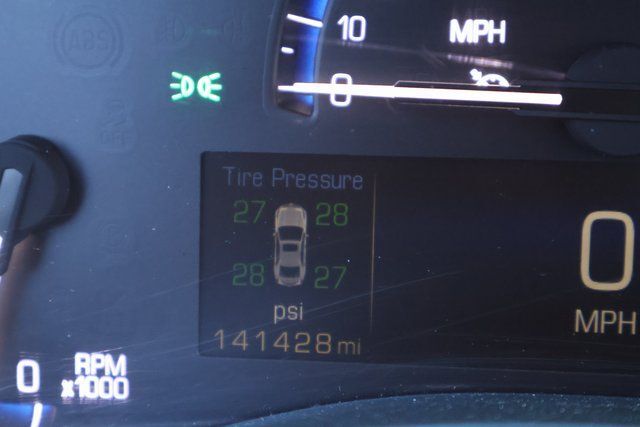 10
MPH
0
Tire Pressure
27 28
28 27
psi
141428 mi
0
MPH
0
RPM
x1000